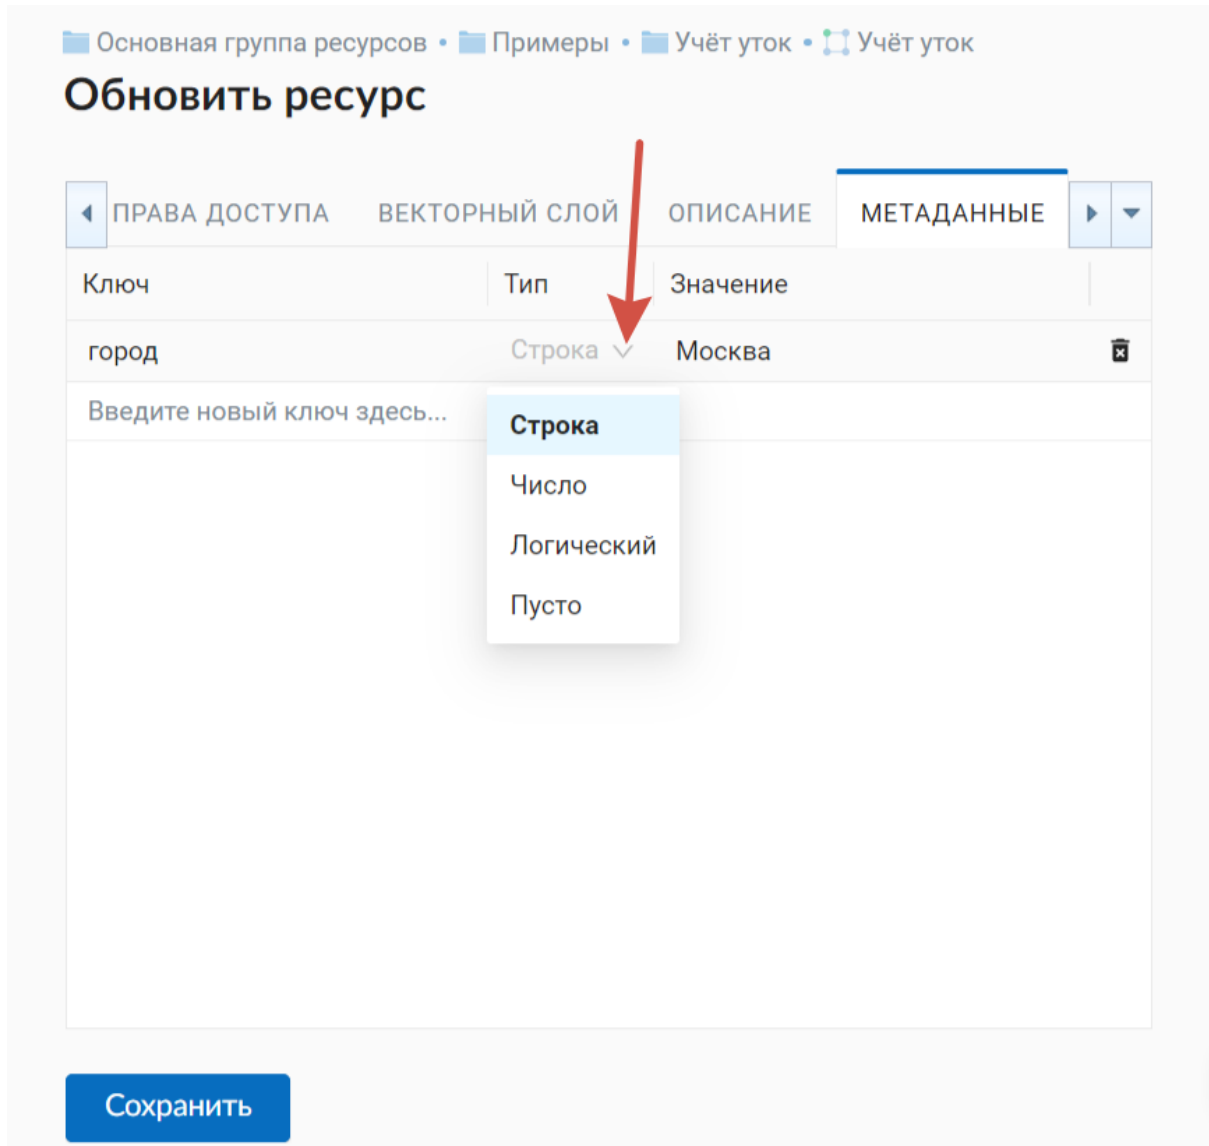 Основная группа ресурсов • Примеры • Учёт уток • Учёт уток
Обновить ресурс
ПРАВА ДОСТУПА ВЕКТОРНЫЙ СЛОЙ ОПИСАНИЕ МЕТАДАННЫЕ
Ключ Тип Значение
город Строка Москва
Введите новый ключ здесь...
Строка
Число
Логический
Пусто
Сохранить